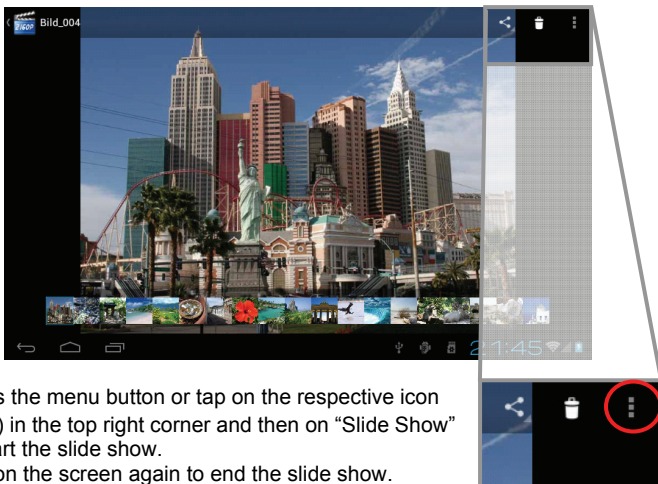 2160P Bild_004
21:45
s the menu button or tap on the respective icon
) in the top right corner and then on “Slide Show”
art the slide show.
on the screen again to end the slide show.